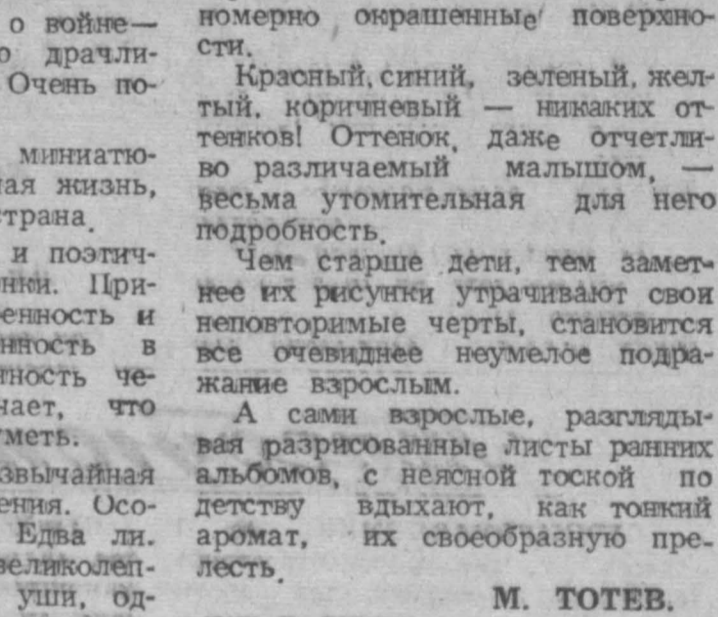 о войне—
о драчли-
Очень по-
миниатю-
ая жизнь,
страна.
и поэтич-
нки. При-
енность и
нность в
нность че-
нает, что
уметь.
звычайная
ения. Осо-
Едва ли.
великолеп-
уши, од-
номерно окрашенные поверхно-
сти.
Красный, синий, зеленый, жел-
тый, коричневый — никаких от-
тенков! Оттенок, даже отчетли-
во различаемый малышом, —
весьма утомительная для него
подробность.
Чем старше дети, тем замет-
нее их рисунки утрачивают свои
неповторимые черты, становится
все очевиднее неумелое подра-
жание взрослым.
А сами взрослые, разгляды-
вая разрисованные листы ранних
альбомов, с неясной тоской по
детству вдыхают, как тонкий
аромат, их своеобразную пре-
лесть.
М. ТОТЕВ.